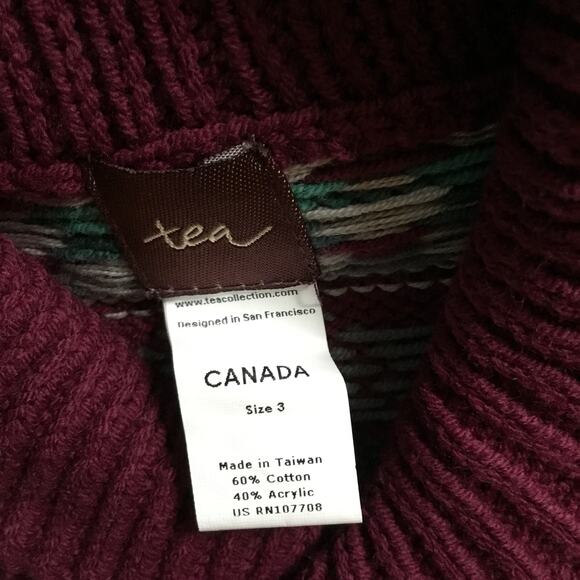 tea
www.teacollection.com
Designed in San Francisco
CANADA
Size 3
Made in Taiwan
60% Cotton
40% Acrylic
US RN107708